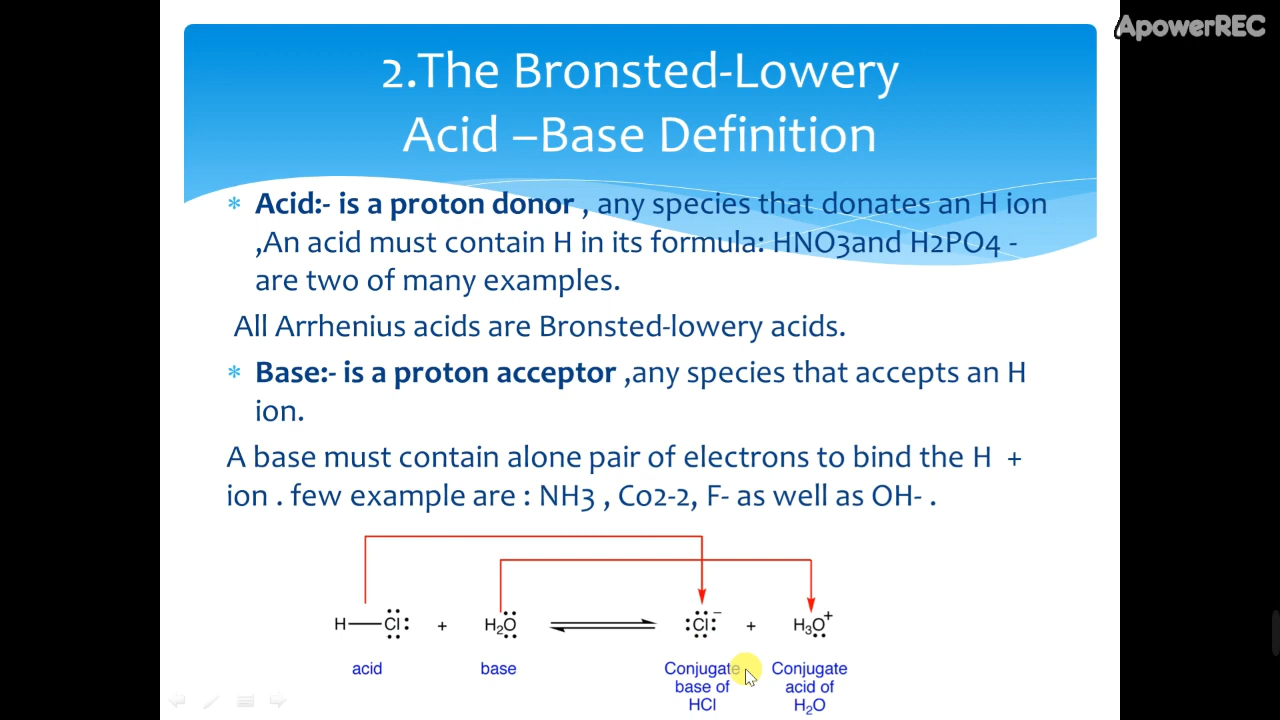 ApowerREC
2.The Bronsted-Lowery
Acid –Base Definition
* Acid:- is a proton donor , any species that donates an H ion
,An acid must contain H in its formula: HNO3and H2PO4 -
are two of many examples.
All Arrhenius acids are Bronsted-lowery acids.
* Base:- is a proton acceptor ,any species that accepts an H
ion.
A base must contain alone pair of electrons to bind the H +
ion . few example are : NH3 , Co2-2, F- as well as OH- .
H—Cl: + H₂O ⇌ :Cl:⁻ + H₃O⁺
acid base Conjugate Conjugate
base of acid of
HCl H₂O